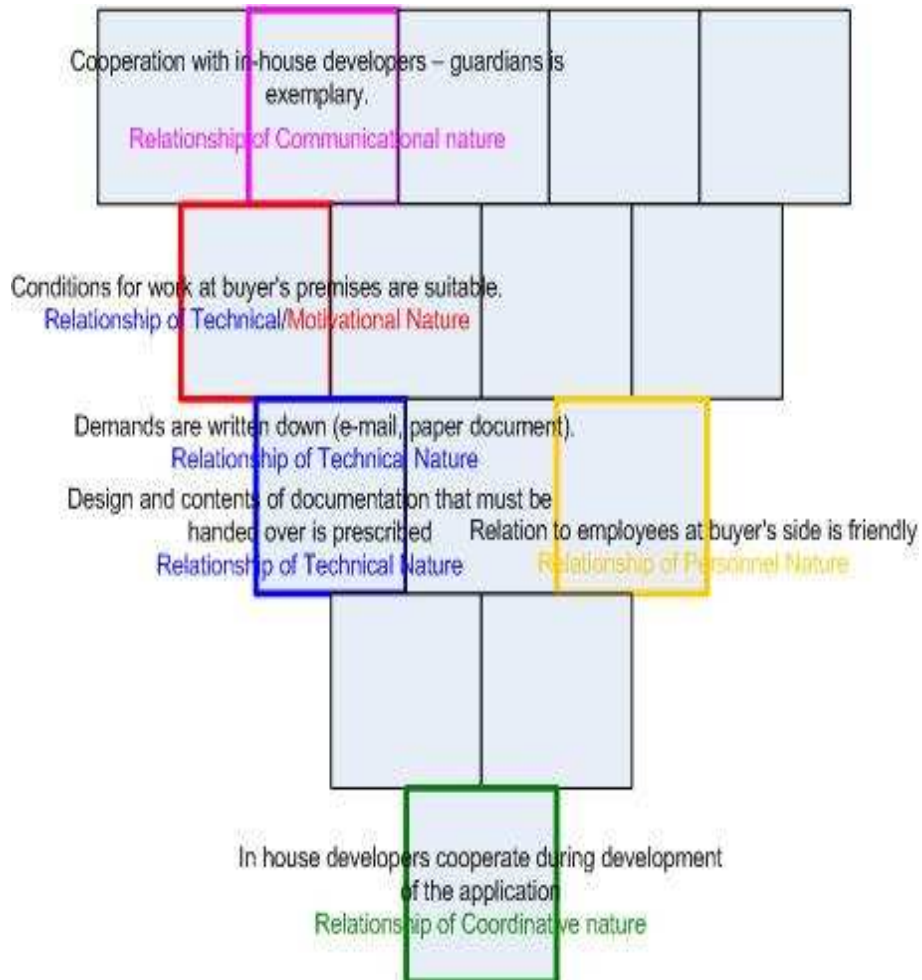 Cooperation with in-house developers – guardians is
exemplary.
Relationship of Communicational nature
Conditions for work at buyer's premises are suitable.
Relationship of Technical/Motivational Nature
Demands are written down (e-mail, paper document).
Relationship of Technical Nature
Design and contents of documentation that must be
handed over is prescribed
Relationship of Technical Nature
Relation to employees at buyer's side is friendly
Relationship of Personnel Nature
In house developers cooperate during development
of the application
Relationship of Coordinative nature